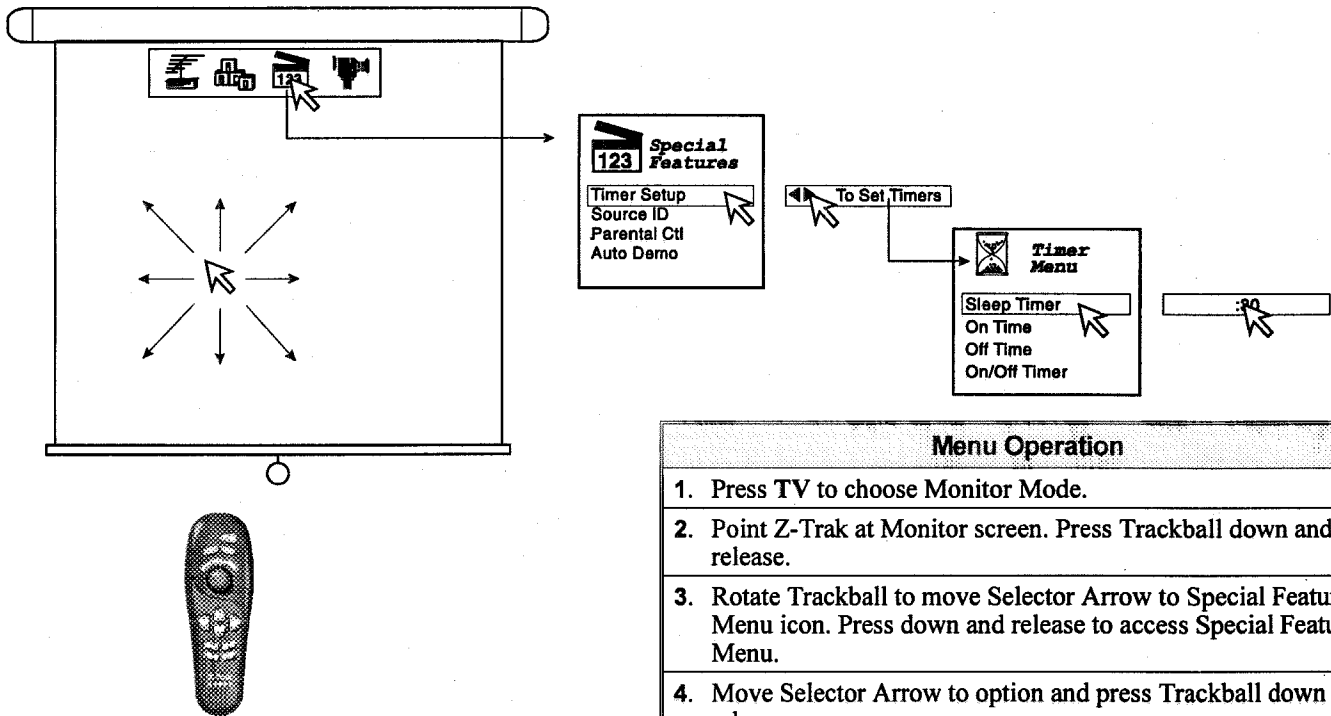 123
123 Special
Features
Timer Setup
Source ID
Parental Ctl
Auto Demo
To Set Timers
Timer
Menu
Sleep Timer
On Time
Off Time
On/Off Timer
Menu Operation
1. Press TV to choose Monitor Mode.
2. Point Z-Trak at Monitor screen. Press Trackball down and
release.
3. Rotate Trackball to move Selector Arrow to Special
Menu icon. Press down and release to access Special
Menu.
4. Move Selector Arrow to option and press Trackball down